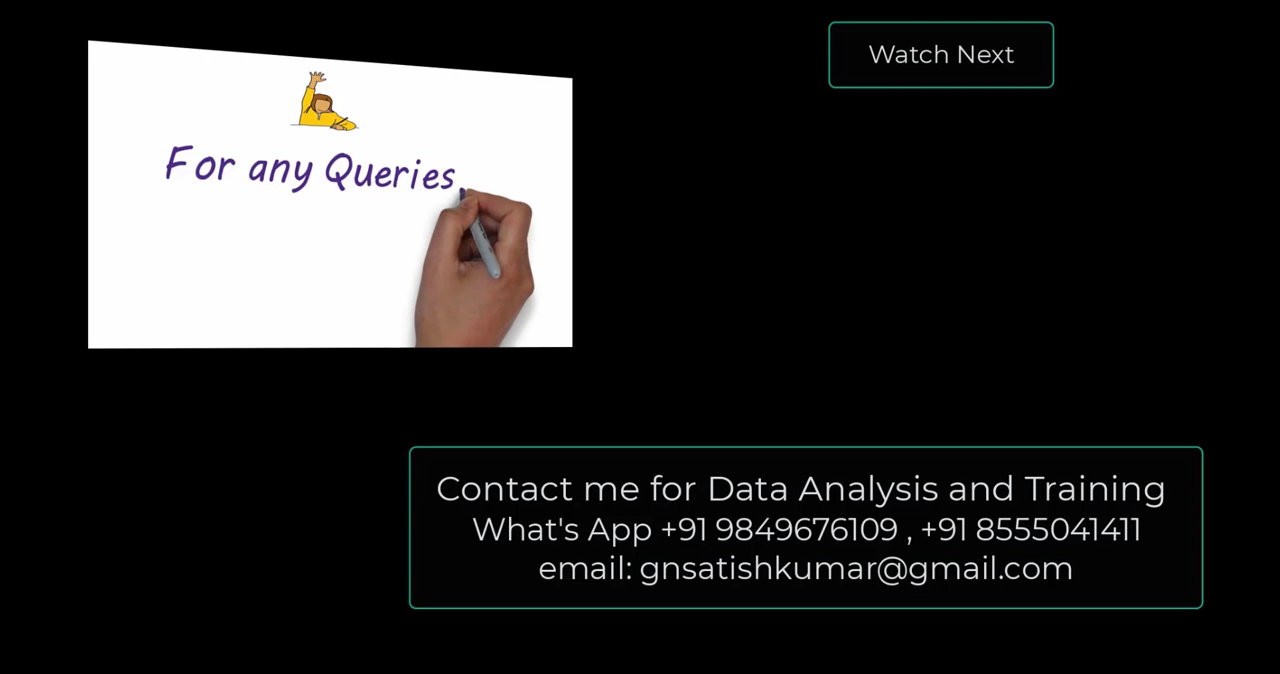 Watch Next
For any Queries
Contact me for Data Analysis and Training
What's App +91 9849676109 , +91 8555041411
email: gnsatishkumar@gmail.com